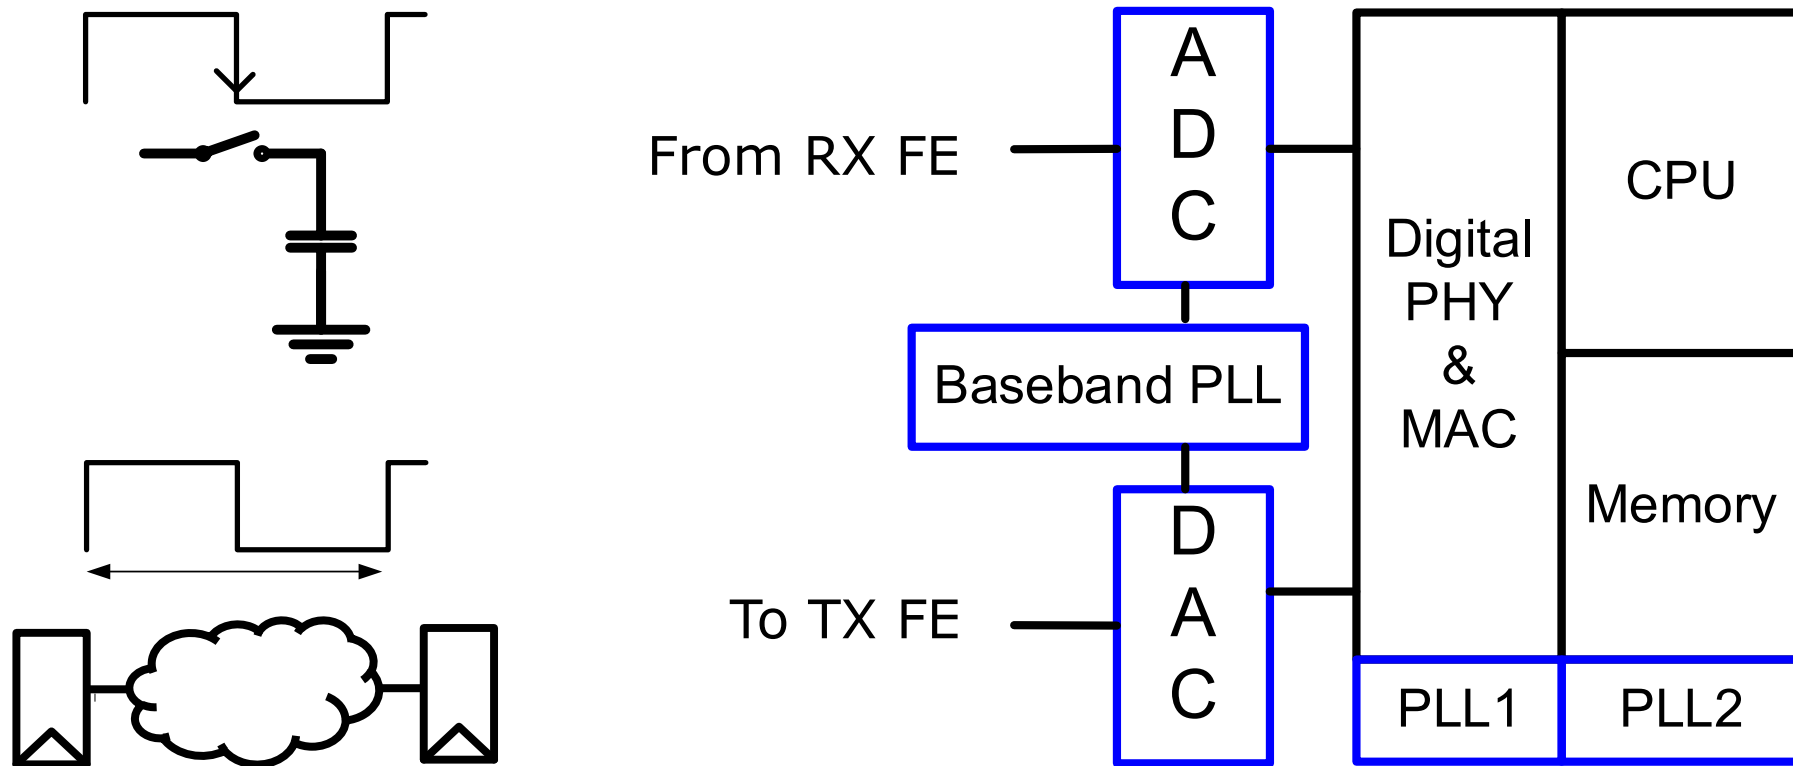 A
D
C
From RX FE
CPU
Digital
PHY
&
MAC
Baseband PLL
Memory
D
A
C
To TX FE
PLL1
PLL2